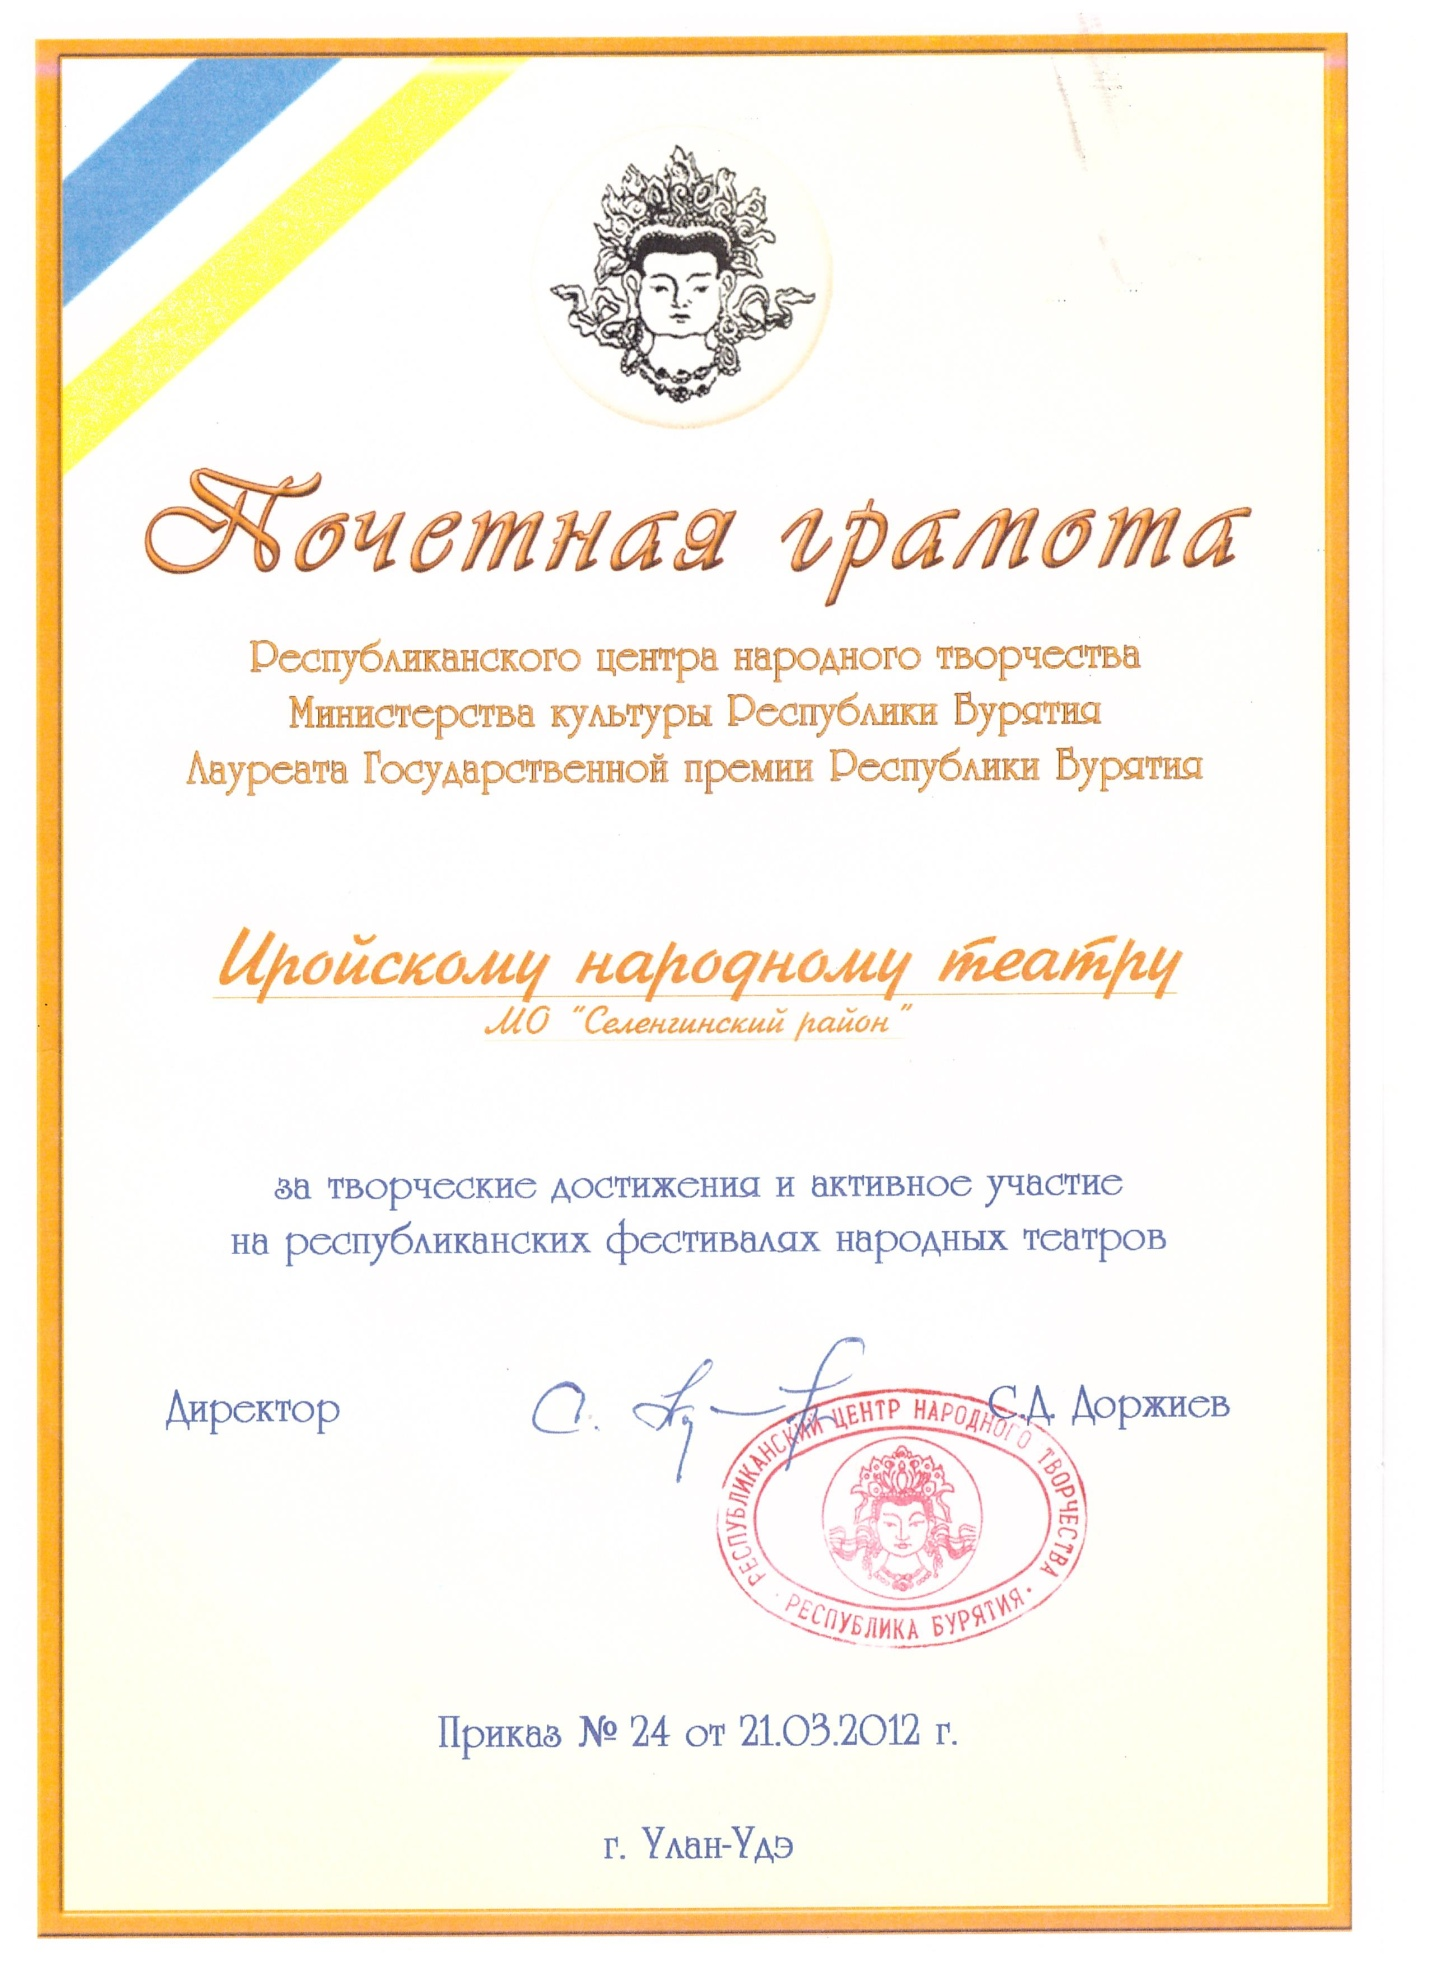 Почетная грамота
Республиканского центра народного творчества
Министерства культуры Республики Бурятия
Лауреата Государственной премии Республики Бурятия
Иройскому народному театру
МО "Селенгинский район"
за творческие достижения и активное участие
на республиканских фестивалях народных театров
Директор С.Д. Доржиев
РЕСПУБЛИКАНСКИЙ ЦЕНТР НАРОДНОГО ТВОРЧЕСТВА
· РЕСПУБЛИКА БУРЯТИЯ ·
Приказ № 24 от 21.03.2012 г.
г. Улан-Удэ